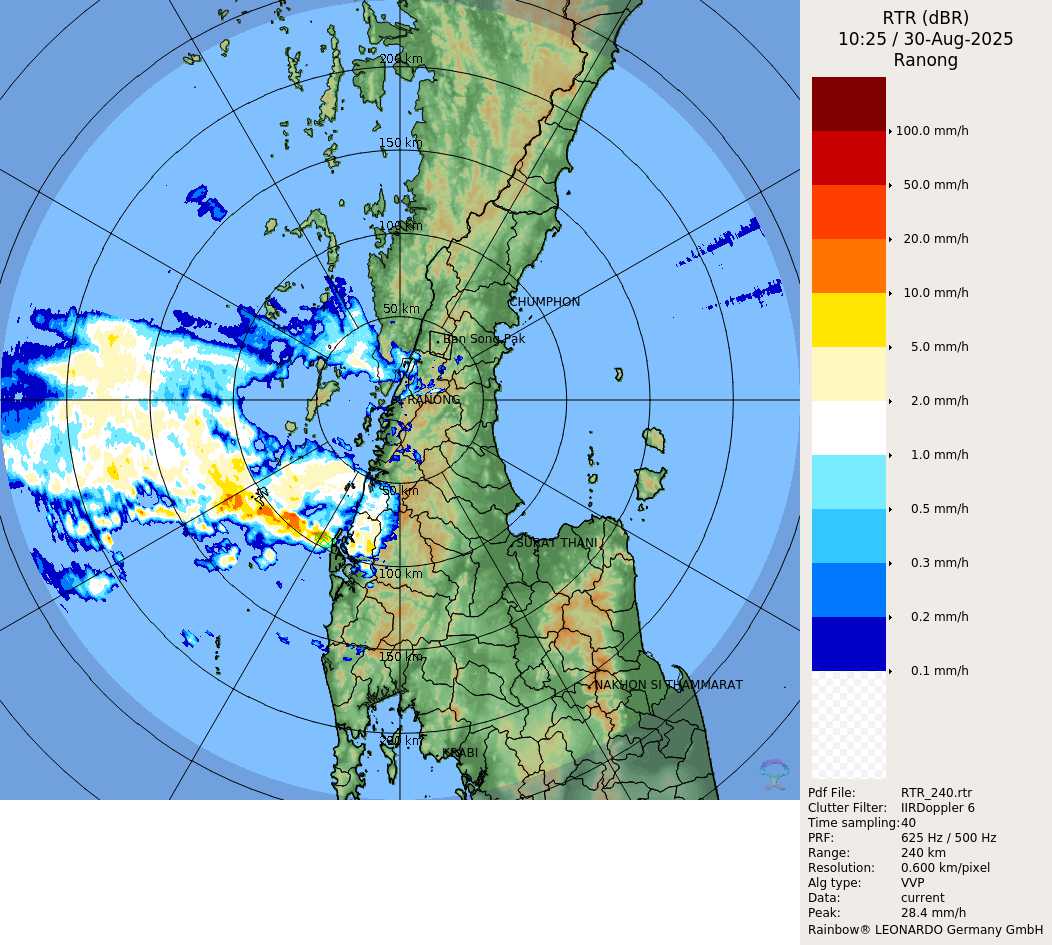 RTR (dBR)
10:25 / 30-Aug-2025
Ranong
200 km
150 km
100 km
50 km
CHUMPHON
Ban Song Pak
RANONG
50 km
SURAT THANI
100 km
150 km
NAKHON SI THAMMARAT
200 km
KRABI
100.0 mm/h
50.0 mm/h
20.0 mm/h
10.0 mm/h
5.0 mm/h
2.0 mm/h
1.0 mm/h
0.5 mm/h
0.3 mm/h
0.2 mm/h
0.1 mm/h
Pdf File: RTR_240.rtr
Clutter Filter: IIRDoppler 6
Time sampling:40
PRF: 625 Hz / 500 Hz
Range: 240 km
Resolution: 0.600 km/pixel
Alg type: VVP
Data: current
Peak: 28.4 mm/h
Rainbow® LEONARDO Germany GmbH